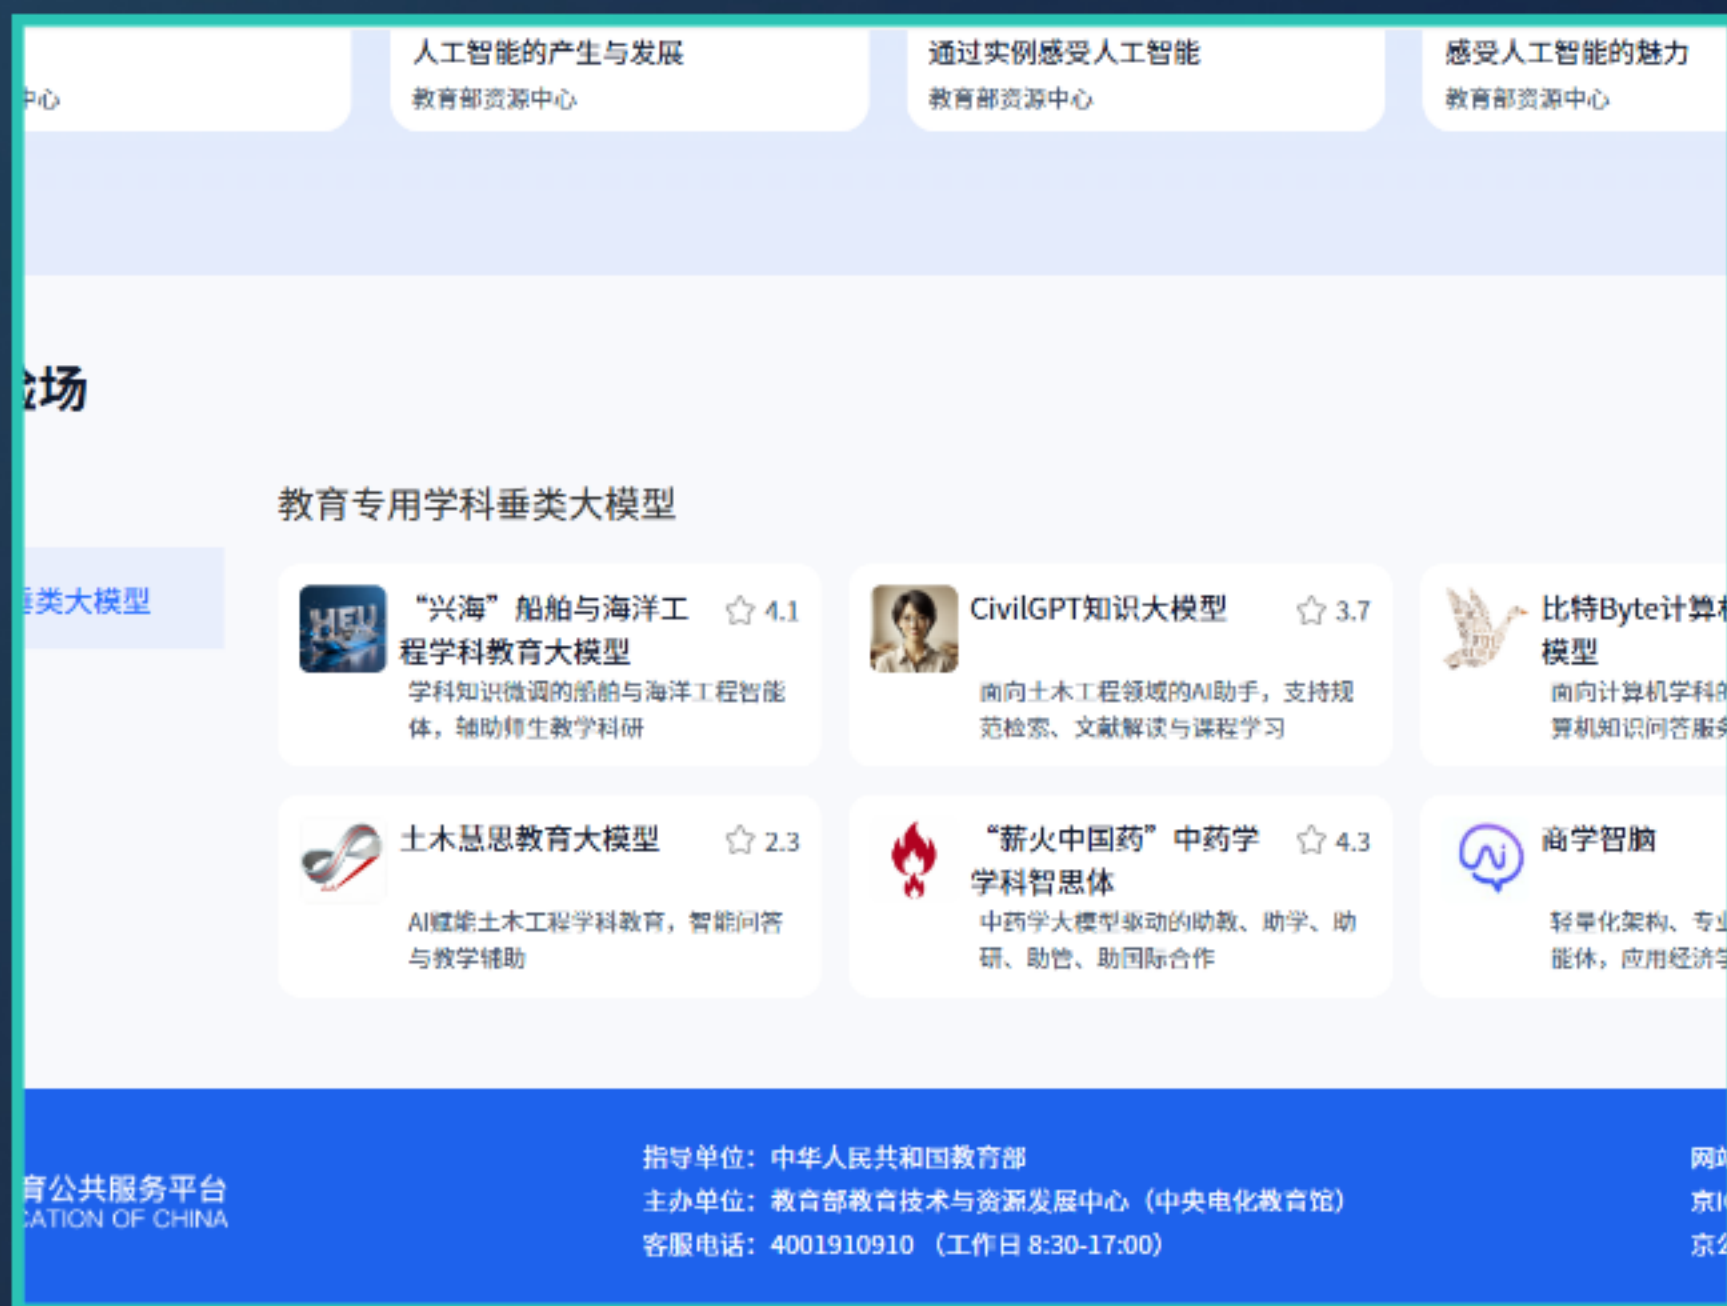 人工智能的产生与发展
通过实例感受人工智能
感受人工智能的魅力
中心
教育部资源中心
教育部资源中心
教育部资源中心
验场
教育专用学科垂类大模型
垂类大模型
“兴海”船舶与海洋工
程学科教育大模型
4.1
学科知识微调的船舶与海洋工程智能
体，辅助师生教学科研
CivilGPT知识大模型
3.7
面向土木工程领域的AI助手，支持规
范检索、文献解读与课程学习
比特Byte计算机
模型
面向计算机学科的
算机知识问答服务
土木慧思教育大模型
2.3
AI赋能土木工程学科教育，智能问答
与教学辅助
“薪火中国药”中药学
学科智思体
4.3
中药学大模型驱动的助教、助学、助
研、助管、助国际合作
商学智脑
轻量化架构、专业
能体，应用经济学
育公共服务平台
CATION OF CHINA
指导单位：中华人民共和国教育部
主办单位：教育部教育技术与资源发展中心（中央电化教育馆）
客服电话：4001910910 （工作日 8:30-17:00）
网站
京IC
京公